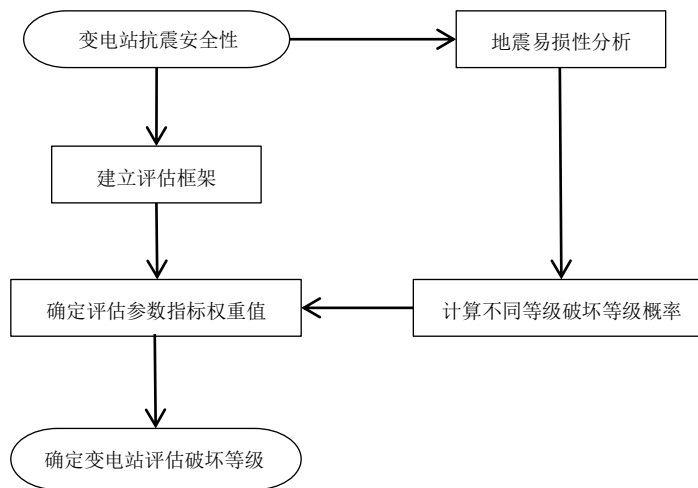 变电站抗震安全性
地震易损性分析
建立评估框架
确定评估参数指标权重值
计算不同等级破坏等级概率
确定变电站评估破坏等级